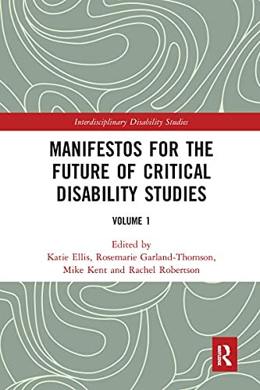 Interdisciplinary Disability Studies
MANIFESTOS FOR THE
FUTURE OF CRITICAL
DISABILITY STUDIES
VOLUME 1
Edited by
Katie Ellis, Rosemarie Garland-Thomson,
Mike Kent and Rachel Robertson
R
ROUTLEDGE